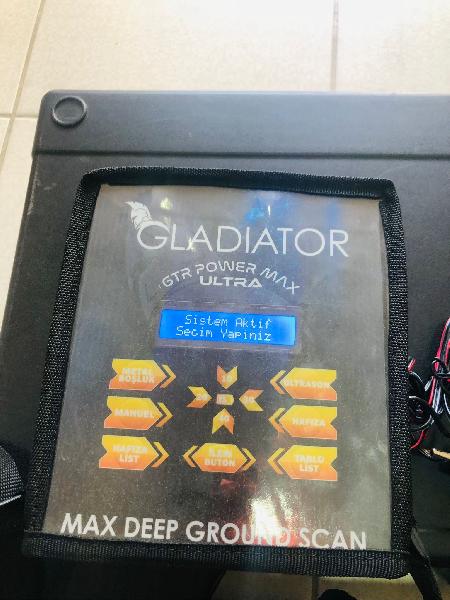 GLADIATOR
GTR POWER MAX
ULTRA
Sistem Aktif
Secim Yapiniz
METAL
BOŞLUK
ULTRASON
MANUEL
HAFIZA
HAFIZA
LIST
İLERİ
BUTON
TABLO
LIST
MAX DEEP GROUND SCAN